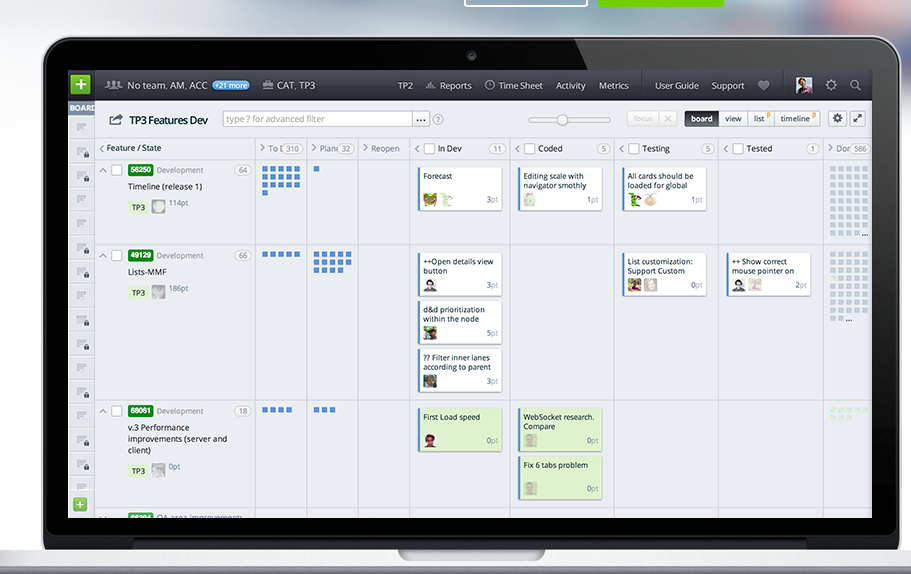 No team, AM, ACC +21 more CAT, TP3 TP2 Reports Time Sheet Activity Metrics User Guide Support
BOARD
TP3 Features Dev type ? for advanced filter ... ? focus board view list β timeline β
Feature / State To D 310 Plan 32 Reopen In Dev 11 Coded 5 Testing 5 Tested 1 Don 586
56250 Development 64
Timeline (release 1)
TP3 114pt
Forecast
3pt
Editing scale with
navigator smothly
1pt
All cards should be
loaded for global
1pt
...
49129 Development 66
Lists-MMF
TP3 186pt
++Open details view
button
3pt
d&d prioritization
within the node
5pt
?? Filter inner lanes
according to parent
3pt
List customization:
Support Custom
0pt
++ Show correct
mouse pointer on
2pt
...
68061 Development 18
v.3 Performance
improvements (server and
client)
TP3 0pt
First Load speed
0pt
WebSocket research.
Compare
0pt
Fix 6 tabs problem
0pt